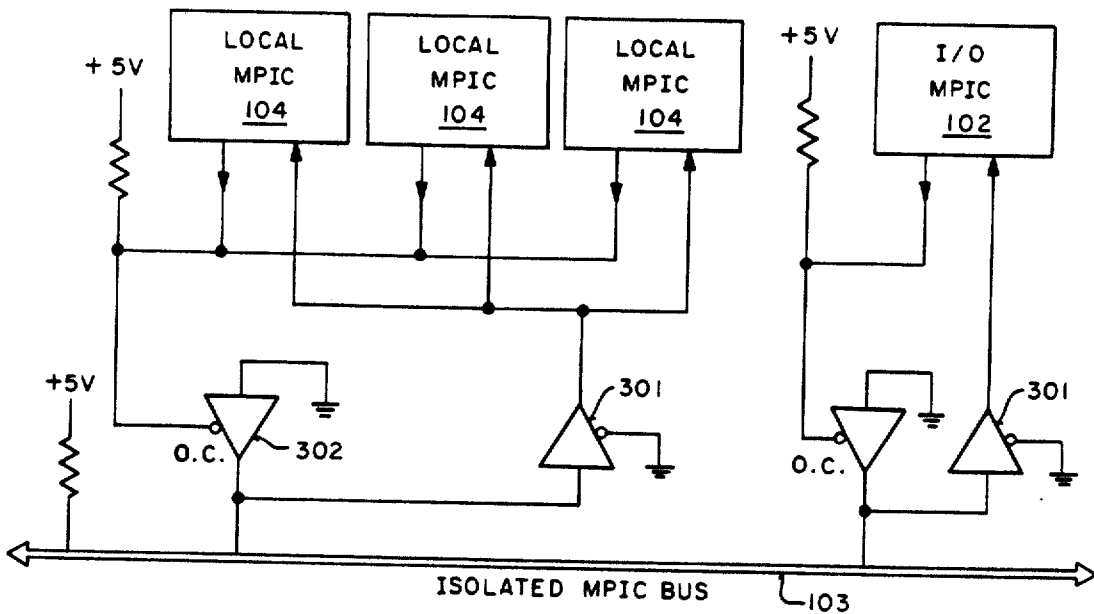 LOCAL
MPIC
104
LOCAL
MPIC
104
LOCAL
MPIC
104
I/O
MPIC
102
+ 5V
+5V
+5V
301
301
302
O.C.
O.C.
ISOLATED MPIC BUS
103